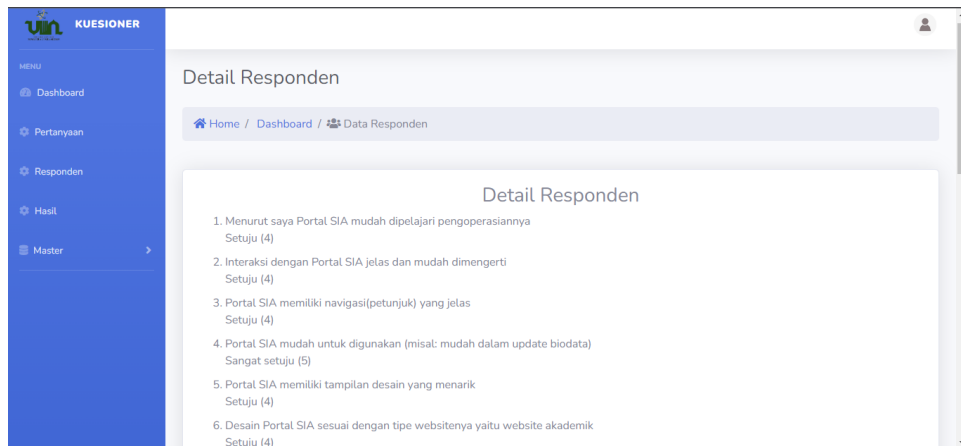 UIN
KUESIONER
MENU
Dashboard
Pertanyaan
Responden
Hasil
Master
Detail Responden
Home / Dashboard / Data Responden
Detail Responden
1. Menurut saya Portal SIA mudah dipelajari pengoperasiannya
Setuju (4)
2. Interaksi dengan Portal SIA jelas dan mudah dimengerti
Setuju (4)
3. Portal SIA memiliki navigasi(petunjuk) yang jelas
Setuju (4)
4. Portal SIA mudah untuk digunakan (misal: mudah dalam update biodata)
Sangat setuju (5)
5. Portal SIA memiliki tampilan desain yang menarik
Setuju (4)
6. Desain Portal SIA sesuai dengan tipe websitenya yaitu website akademik
Setuju (4)